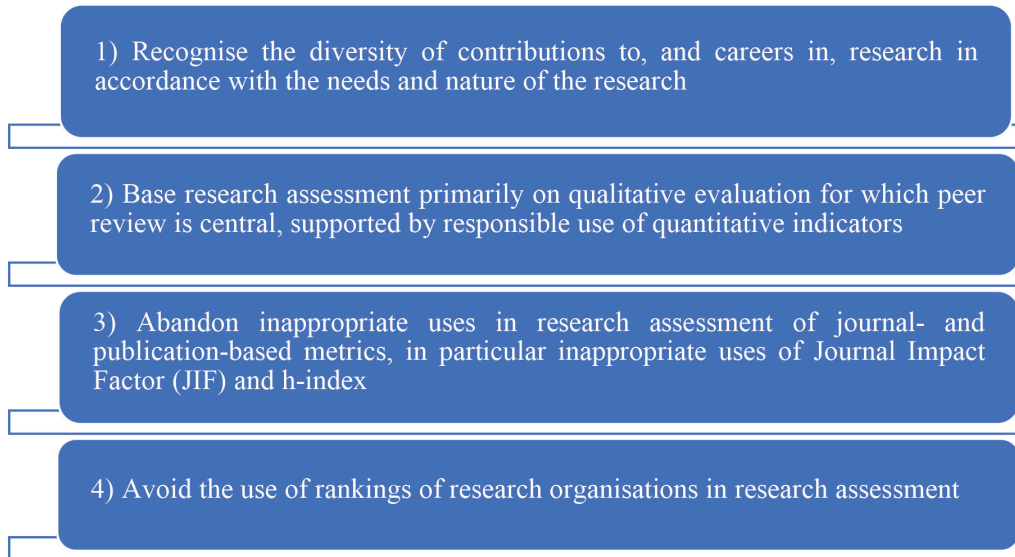 1) Recognise the diversity of contributions to, and careers in, research in
accordance with the needs and nature of the research
2) Base research assessment primarily on qualitative evaluation for which peer
review is central, supported by responsible use of quantitative indicators
3) Abandon inappropriate uses in research assessment of journal- and
publication-based metrics, in particular inappropriate uses of Journal Impact
Factor (JIF) and h-index
4) Avoid the use of rankings of research organisations in research assessment